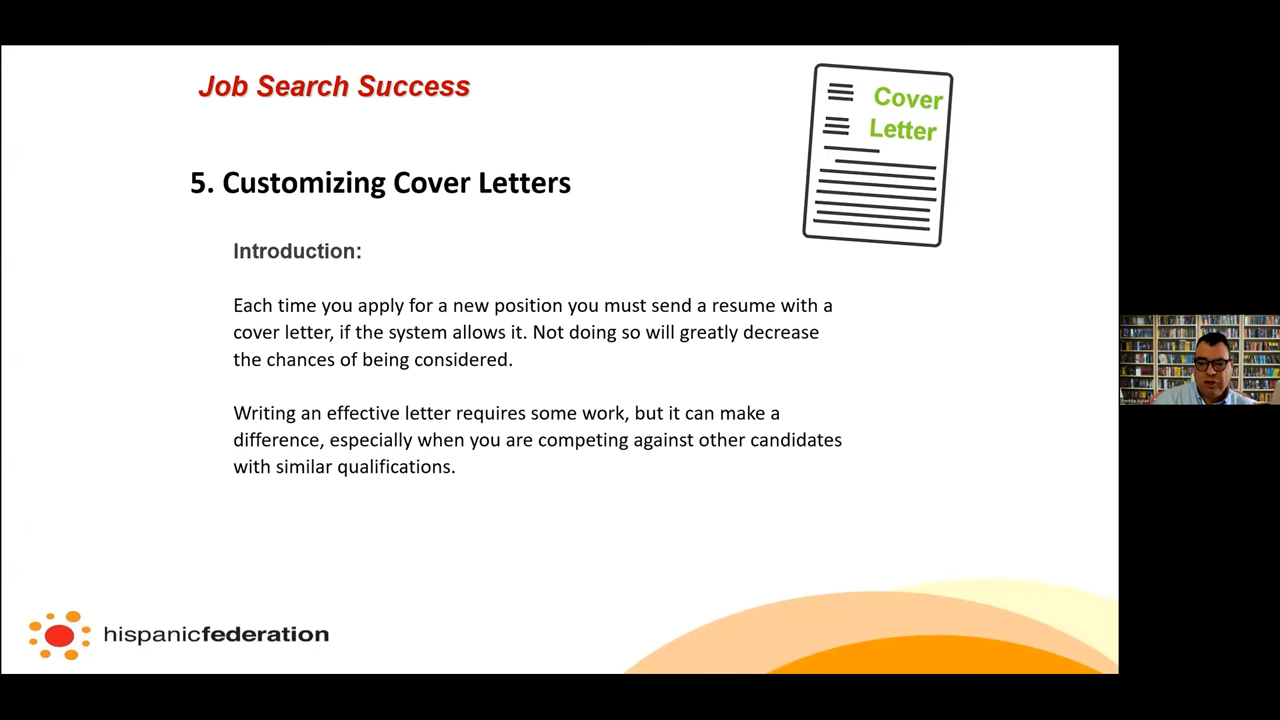 Job Search Success
Cover
Letter
5. Customizing Cover Letters
Introduction:
Each time you apply for a new position you must send a resume with a
cover letter, if the system allows it. Not doing so will greatly decrease
the chances of being considered.
Writing an effective letter requires some work, but it can make a
difference, especially when you are competing against other candidates
with similar qualifications.
hispanicfederation